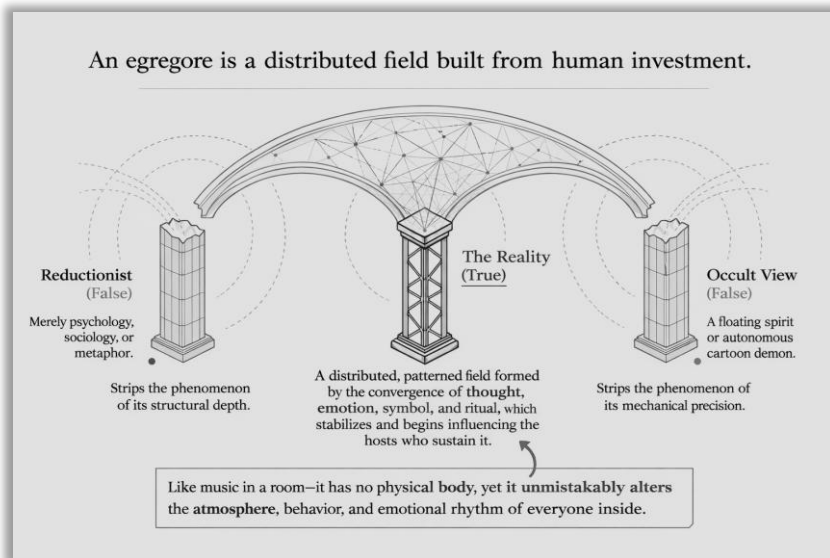 An egregore is a distributed field built from human investment.
Reductionist
(False)
Merely psychology,
sociology, or
metaphor.
Strips the phenomenon
of its structural depth.
The Reality
(True)
A distributed, patterned field formed
by the convergence of thought,
emotion, symbol, and ritual, which
stabilizes and begins influencing the
hosts who sustain it.
Occult View
(False)
A floating spirit
or autonomous
cartoon demon.
Strips the phenomenon of
its mechanical precision.
Like music in a room—it has no physical body, yet it unmistakably alters
the atmosphere, behavior, and emotional rhythm of everyone inside.